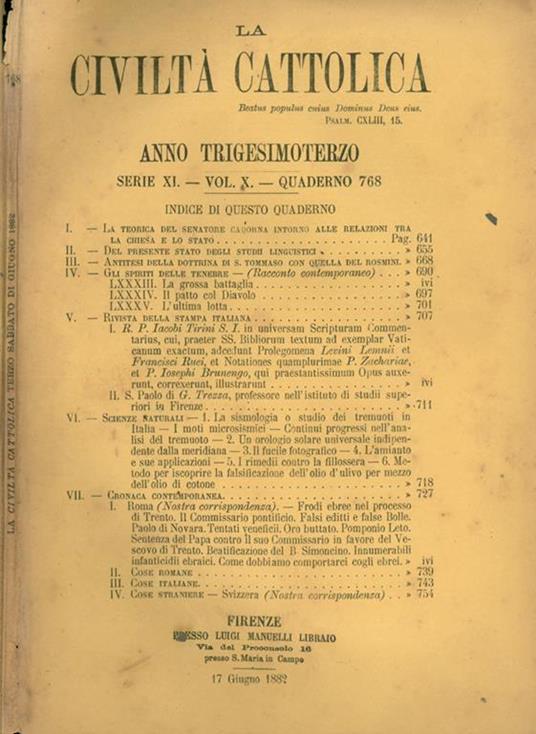 LA
CIVILTÀ CATTOLICA
Beatus populus cuius Dominus Deus eius.
PSALM. CXLIII, 15.
ANNO TRIGESIMOTERZO
SERIE XI. — VOL. X. — QUADERNO 768
INDICE DI QUESTO QUADERNO
I. — LA TEORICA DEL SENATORE CADORNA INTORNO ALLE RELAZIONI TRA
LA CHIESA E LO STATO . . . . . . . . . . . . . . . . . . Pag. 641
II. — DEL PRESENTE STATO DEGLI STUDII LINGUISTICI . . . . . . . . » 655
III. — ANTITESI DELLA DOTTRINA DI S. TOMMASO CON QUELLA DEL ROSMINI. » 668
IV. — GLI SPIRITI DELLE TENEBRE — (Racconto contemporaneo) . . . » 690
LXXXIII. La grossa battaglia . . . . . . . . . . . . . . . » ivi
LXXXIV. Il patto col Diavolo . . . . . . . . . . . . . . . » 697
LXXXV. L'ultima lotta . . . . . . . . . . . . . . . . . . » 701
V. — RIVISTA DELLA STAMPA ITALIANA . . . . . . . . . . . . . . » 707
I. R. P. Iacobi Tirini S. I. in universam Scripturam Commen-
tarius, cui, praeter SS. Bibliorum textum ad exemplar Vati-
canum exactum, accedunt Prolegomena Levini Lemnii et
Francisci Ruei, et Notationes quamplurimae P. Zachariae,
et P. Iosephi Brunengo, qui praestantissimum Opus auxe-
runt, correxerunt, illustrarunt . . . . . . . . . . . . . » ivi
II. S. Paolo di G. Trezza, professore nell'istituto di studii supe-
riori in Firenze . . . . . . . . . . . . . . . . . . . . » 711
VI. — SCIENZE NATURALI — 1. La sismologia o studio dei tremuoti in
Italia — I moti microsismici — Continui progressi nell'ana-
lisi del tremuoto — 2. Un orologio solare universale indipen-
dente dalla meridiana — 3. Il facile fotografico — 4. L'amianto
e sue applicazioni — 5. I rimedii contro la fillossera — 6. Me-
todo per iscoprire la falsificazione dell'olio d'ulivo per mezzo
dell'olio di cotone . . . . . . . . . . . . . . . . . . . » 718
VII. — CRONACA CONTEMPORANEA. . . . . . . . . . . . . . . . . » 727
I. Roma (Nostra corrispondenza). — Frodi ebree nel processo
di Trento. Il Commissario pontificio. Falsi editti e false Bolle.
Paolo di Novara. Tentati veneficii. Oro buttato. Pomponio Leto.
Sentenza del Papa contro il suo Commissario in favore del Ve-
scovo di Trento. Beatificazione del B. Simoncino. Innumerabili
infanticidii ebraici. Come dobbiamo comportarci cogli ebrei. » ivi
II. COSE ROMANE . . . . . . . . . . . . . . . . . . . . . » 739
III. COSE ITALIANE. . . . . . . . . . . . . . . . . . . . . » 743
IV. COSE STRANIERE — Svizzera (Nostra corrispondenza) . . . » 754
FIRENZE
PRESSO LUIGI MANUELLI LIBRAIO
Via del Proconsolo 16
presso S. Maria in Campo
17 Giugno 1882
768
LA CIVILTÀ CATTOLICA TERZO SABBATO DI GIUGNO 1882